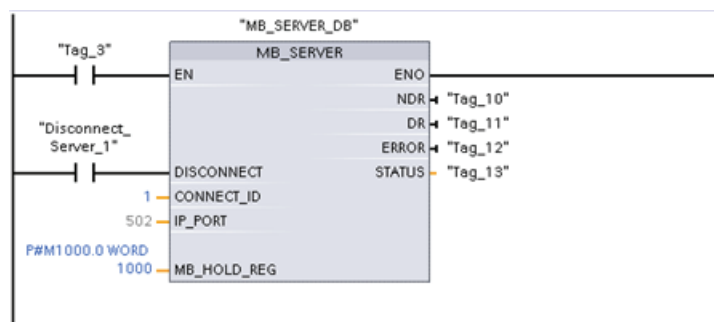 "MB_SERVER_DB"
"Tag_3"
MB_SERVER
EN
ENO
NDR
"Tag_10"
DR
"Tag_11"
"Disconnect_
Server_1"
ERROR
"Tag_12"
DISCONNECT
STATUS
"Tag_13"
1
CONNECT_ID
502
IP_PORT
P#M1000.0 WORD
1000
MB_HOLD_REG